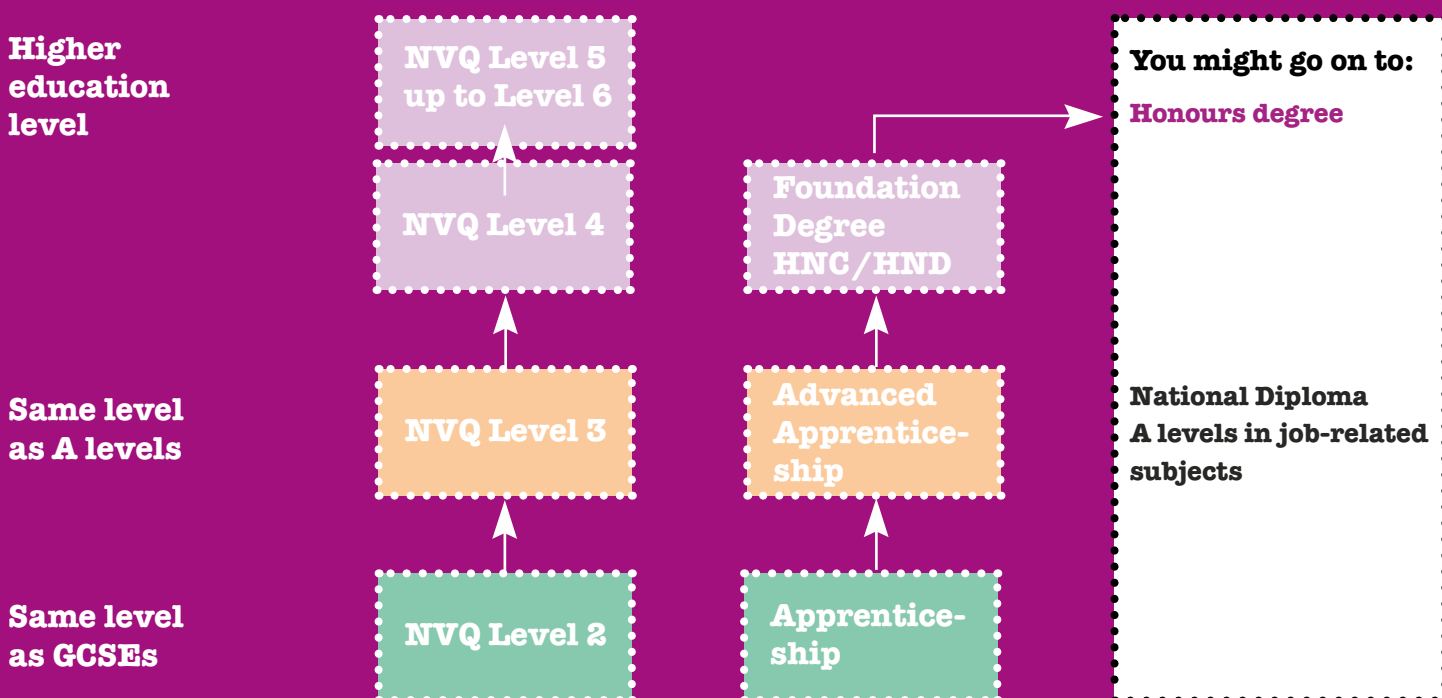 Higher
education
level
NVQ Level 5
up to Level 6
NVQ Level 4
Foundation
Degree
HNC/HND
You might go on to:
Honours degree
Same level
as A levels
NVQ Level 3
Advanced
Apprentice-
ship
National Diploma
A levels in job-related
subjects
Same level
as GCSEs
NVQ Level 2
Apprentice-
ship